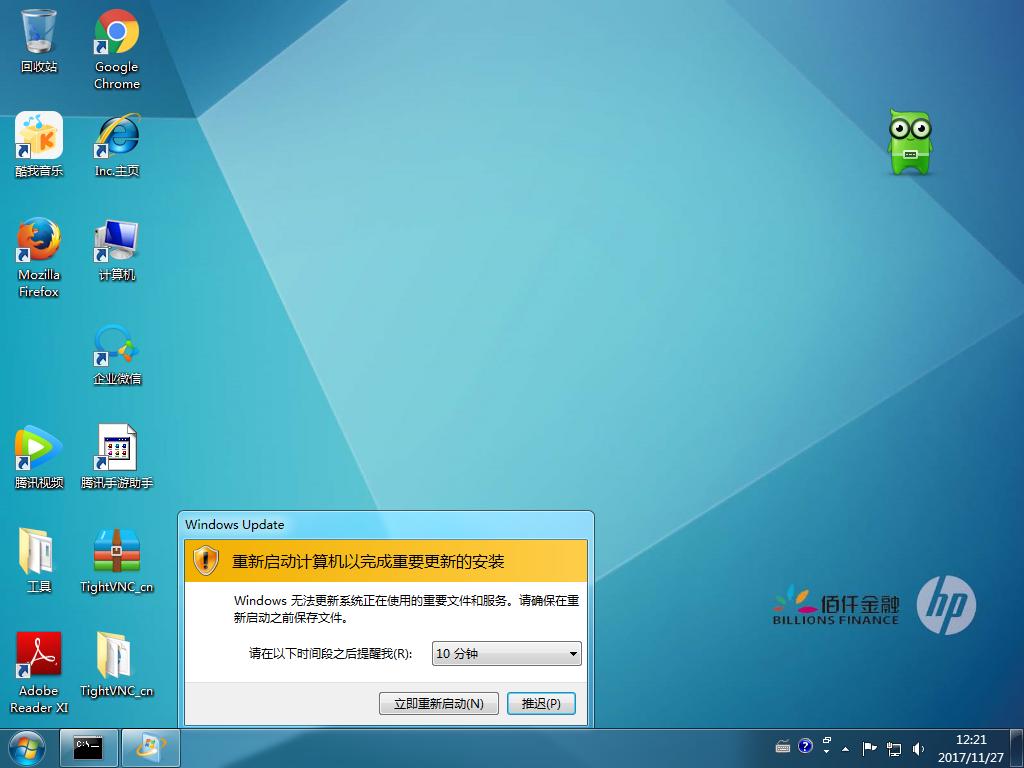 回收站
Google
Chrome
酷我音乐
Inc.主页
Mozilla
Firefox
计算机
企业微信
腾讯视频
腾讯手游助手
工具
TightVNC_cn
Adobe
Reader XI
TightVNC_cn
佰仟金融
BILLIONS FINANCE
hp
Windows Update
重新启动计算机以完成重要更新的安装
Windows 无法更新系统正在使用的重要文件和服务。请确保在重
新启动之前保存文件。
请在以下时间段之后提醒我(R):
10 分钟
立即重新启动(N)
推迟(P)
C:\
12:21
2017/11/27